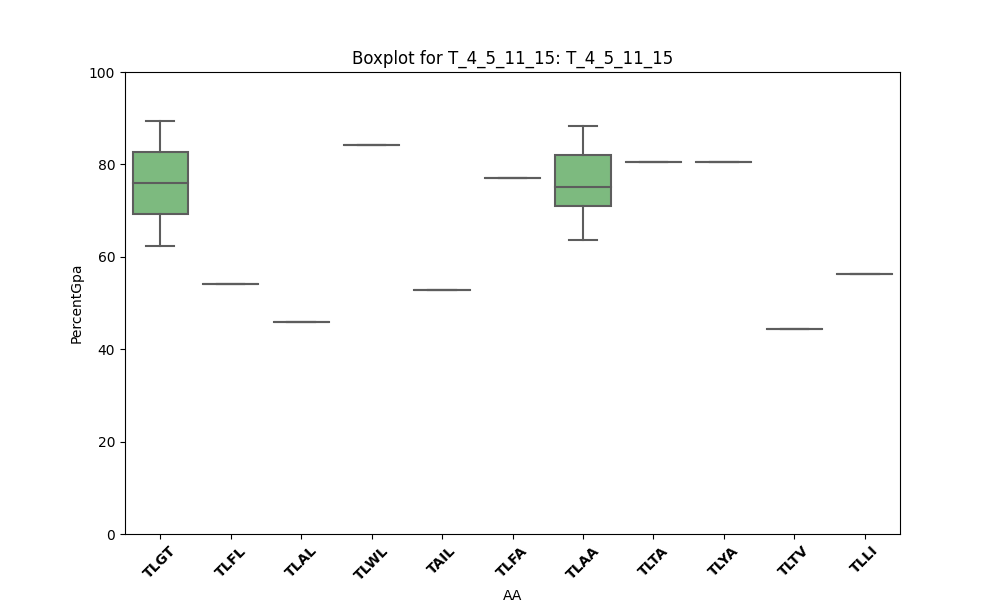 Boxplot for T_4_5_11_15: T_4_5_11_15
100
80
60
40
20
0
PercentGpa
TLGT
TLFL
TLAL
TLWL
TAIL
TLFA
TLAA
TLTA
TLYA
TLTV
TLLI
AA